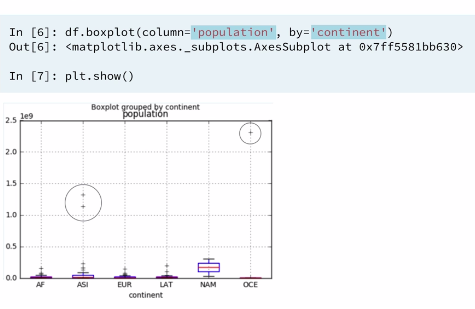 In [6]: df.boxplot(column='population', by='continent')
Out[6]: <matplotlib.axes._subplots.AxesSubplot at 0x7ff5581bb630>
In [7]: plt.show()
Boxplot grouped by continent
population
1e9
2.5
2.0
1.5
1.0
0.5
0.0
AF ASI EUR LAT NAM OCE
continent